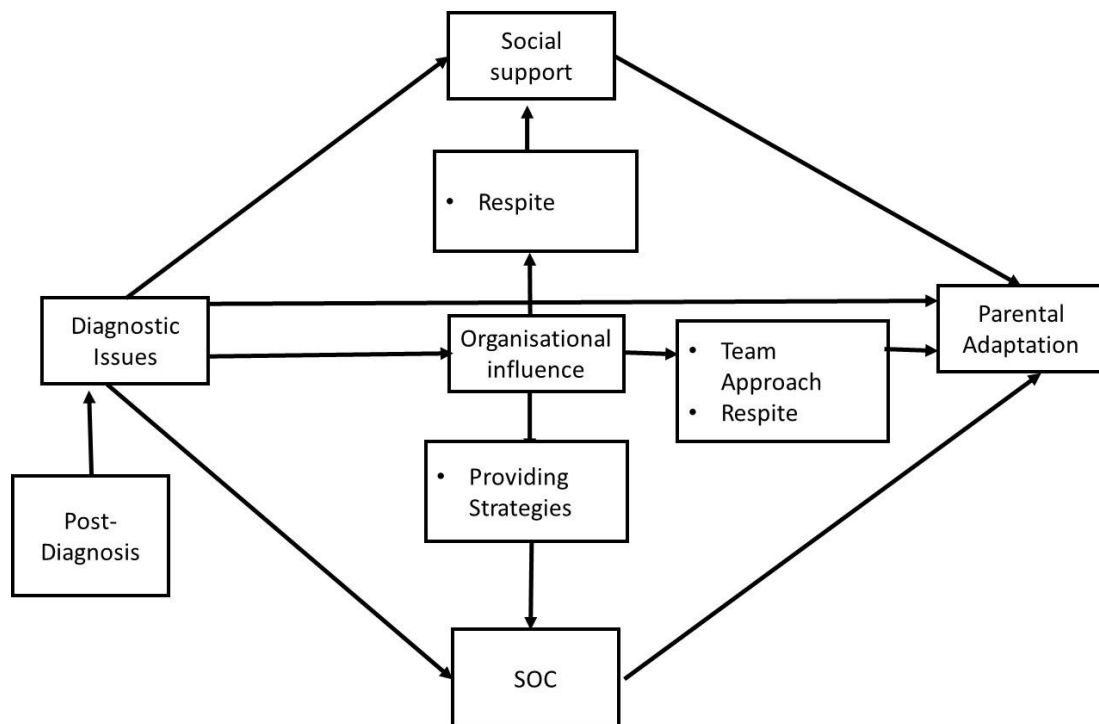 Social
support
• Respite
Diagnostic
Issues
Organisational
influence
• Team
Approach
• Respite
Parental
Adaptation
• Providing
Strategies
Post-
Diagnosis
SOC